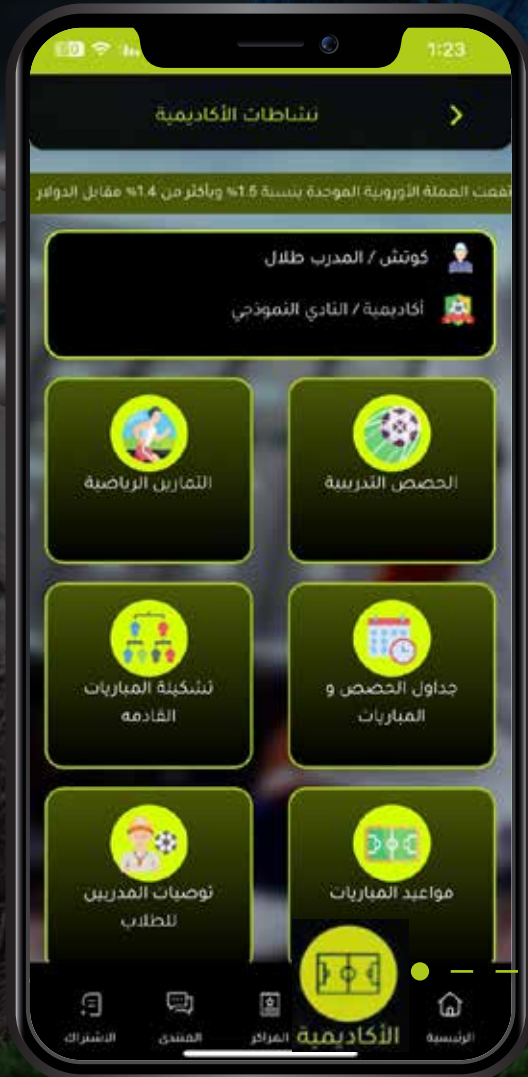 1:23
نشاطات الأكاديمية
العملة الأوروبية الموحدة بنسبة 1.6% وبأكثر من 1.4% مقابل الدولار
كوتش / المدرب طلال
أكاديمية / النادي النموذجي
الحصص التدريبية
التمارين الرياضية
جداول الحصص و
المباريات
تشكيلة المباريات
القادمه
مواعيد المباريات
توصيات المدربين
للطلاب
الرئيسية
الأكاديمية
المراكز
المنتدى
الاشتراك